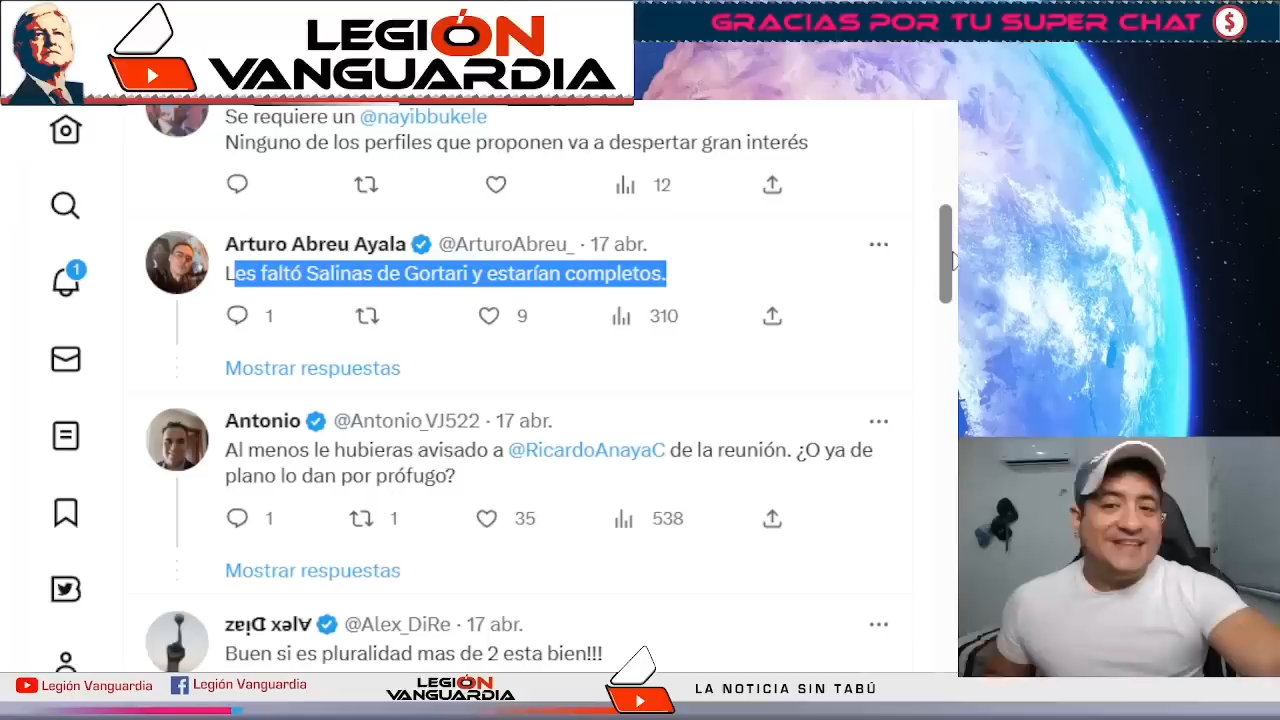 LEGIÓN
VANGUARDIA
GRACIAS POR TU SUPER CHAT
$
Se requiere un @nayibbukele
Ninguno de los perfiles que proponen va a despertar gran interés
12
Arturo Abreu Ayala @ArturoAbreu_ · 17 abr.
Les faltó Salinas de Gortari y estarían completos.
1 9 310
Mostrar respuestas
1
Antonio @Antonio_VJ522 · 17 abr.
Al menos le hubieras avisado a @RicardoAnayaC de la reunión. ¿O ya de
plano lo dan por prófugo?
1 1 35 538
Mostrar respuestas
zɐıᗡ xǝlⱯ @Alex_DiRe · 17 abr.
Buen si es pluralidad mas de 2 esta bien!!!
Legión Vanguardia
Legión Vanguardia
LEGIÓN
VANGUARDIA
LA NOTICIA SIN TABÚ